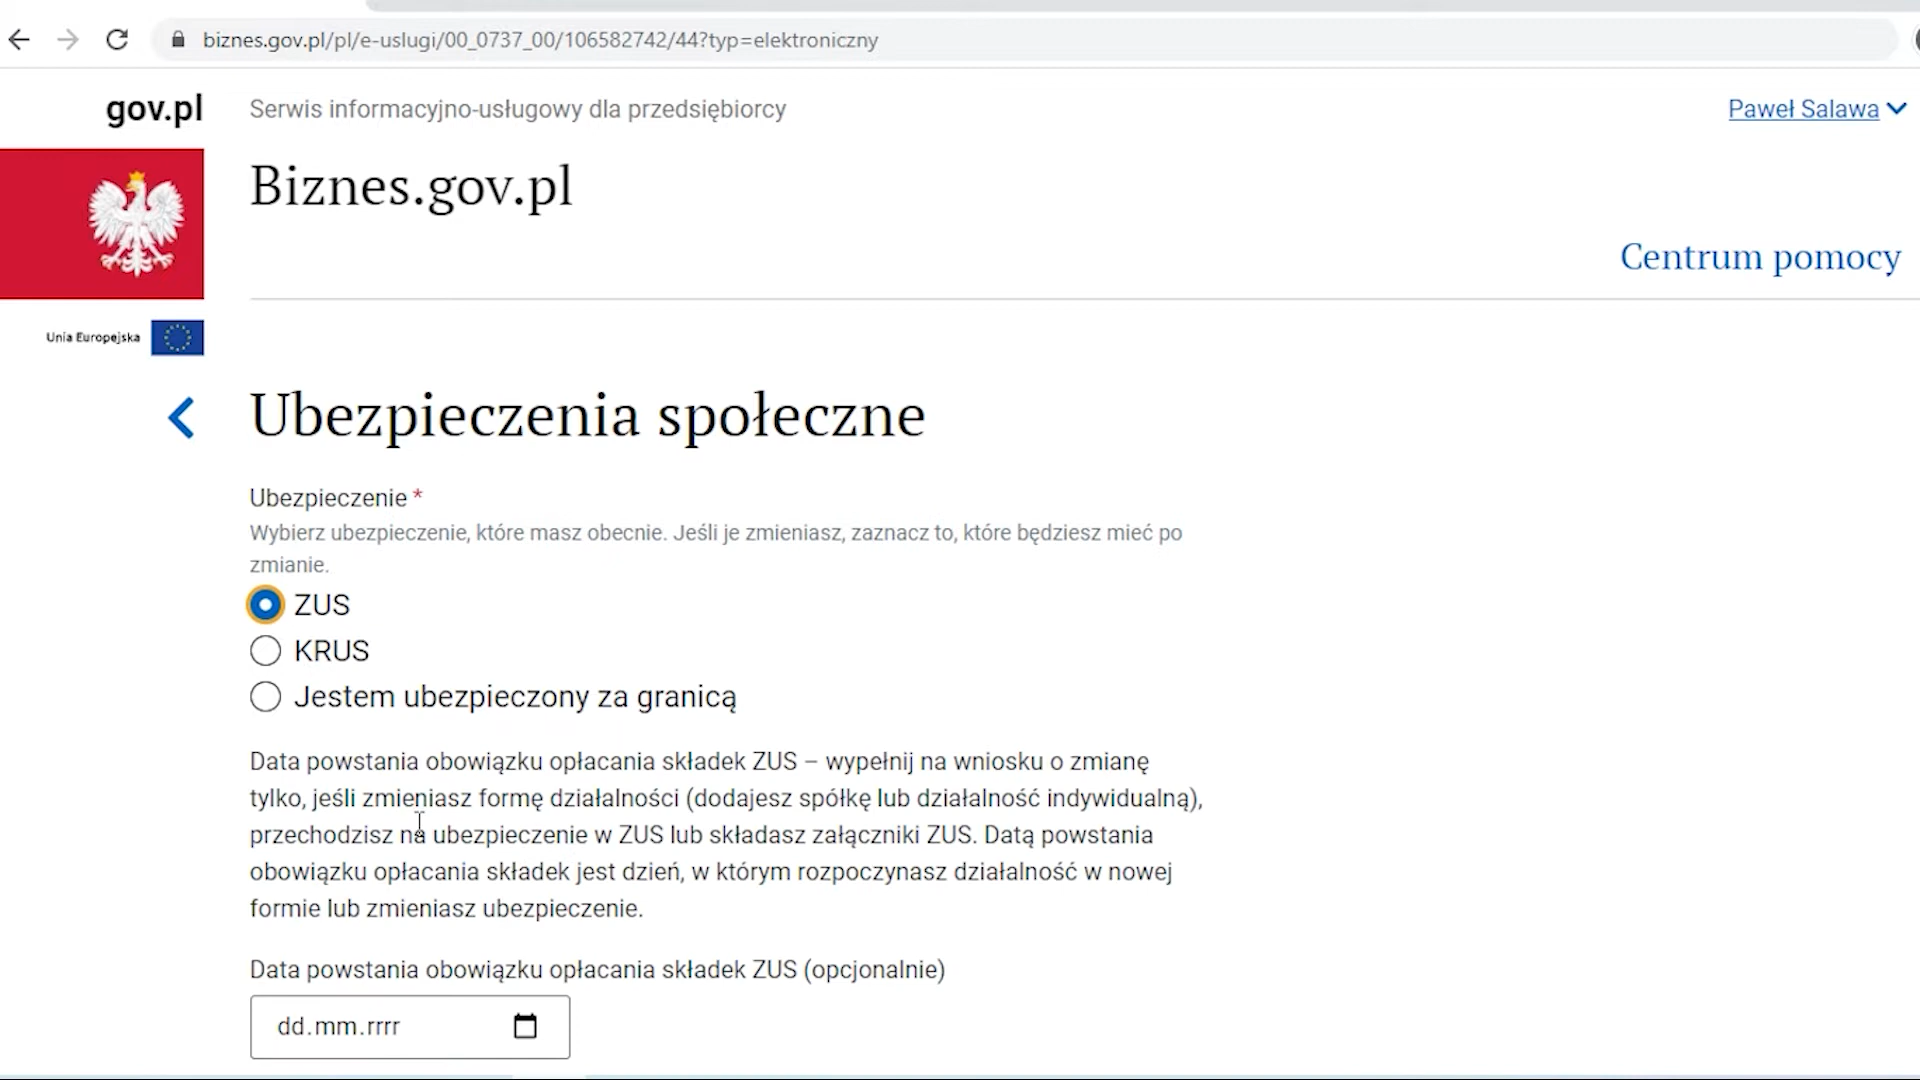 biznes.gov.pl/pl/e-uslugi/00_0737_00/106582742/44?typ=elektroniczny
gov.pl
Serwis informacyjno-usługowy dla przedsiębiorcy
Paweł Salawa
Biznes.gov.pl
Centrum pomocy
Unia Europejska
Ubezpieczenia społeczne
Ubezpieczenie *
Wybierz ubezpieczenie, które masz obecnie. Jeśli je zmieniasz, zaznacz to, które będziesz mieć po
zmianie.
ZUS
KRUS
Jestem ubezpieczony za granicą
Data powstania obowiązku opłacania składek ZUS – wypełnij na wniosku o zmianę
tylko, jeśli zmieniasz formę działalności (dodajesz spółkę lub działalność indywidualną),
przechodzisz na ubezpieczenie w ZUS lub składasz załączniki ZUS. Datą powstania
obowiązku opłacania składek jest dzień, w którym rozpoczynasz działalność w nowej
formie lub zmieniasz ubezpieczenie.
Data powstania obowiązku opłacania składek ZUS (opcjonalnie)
dd.mm.rrrr